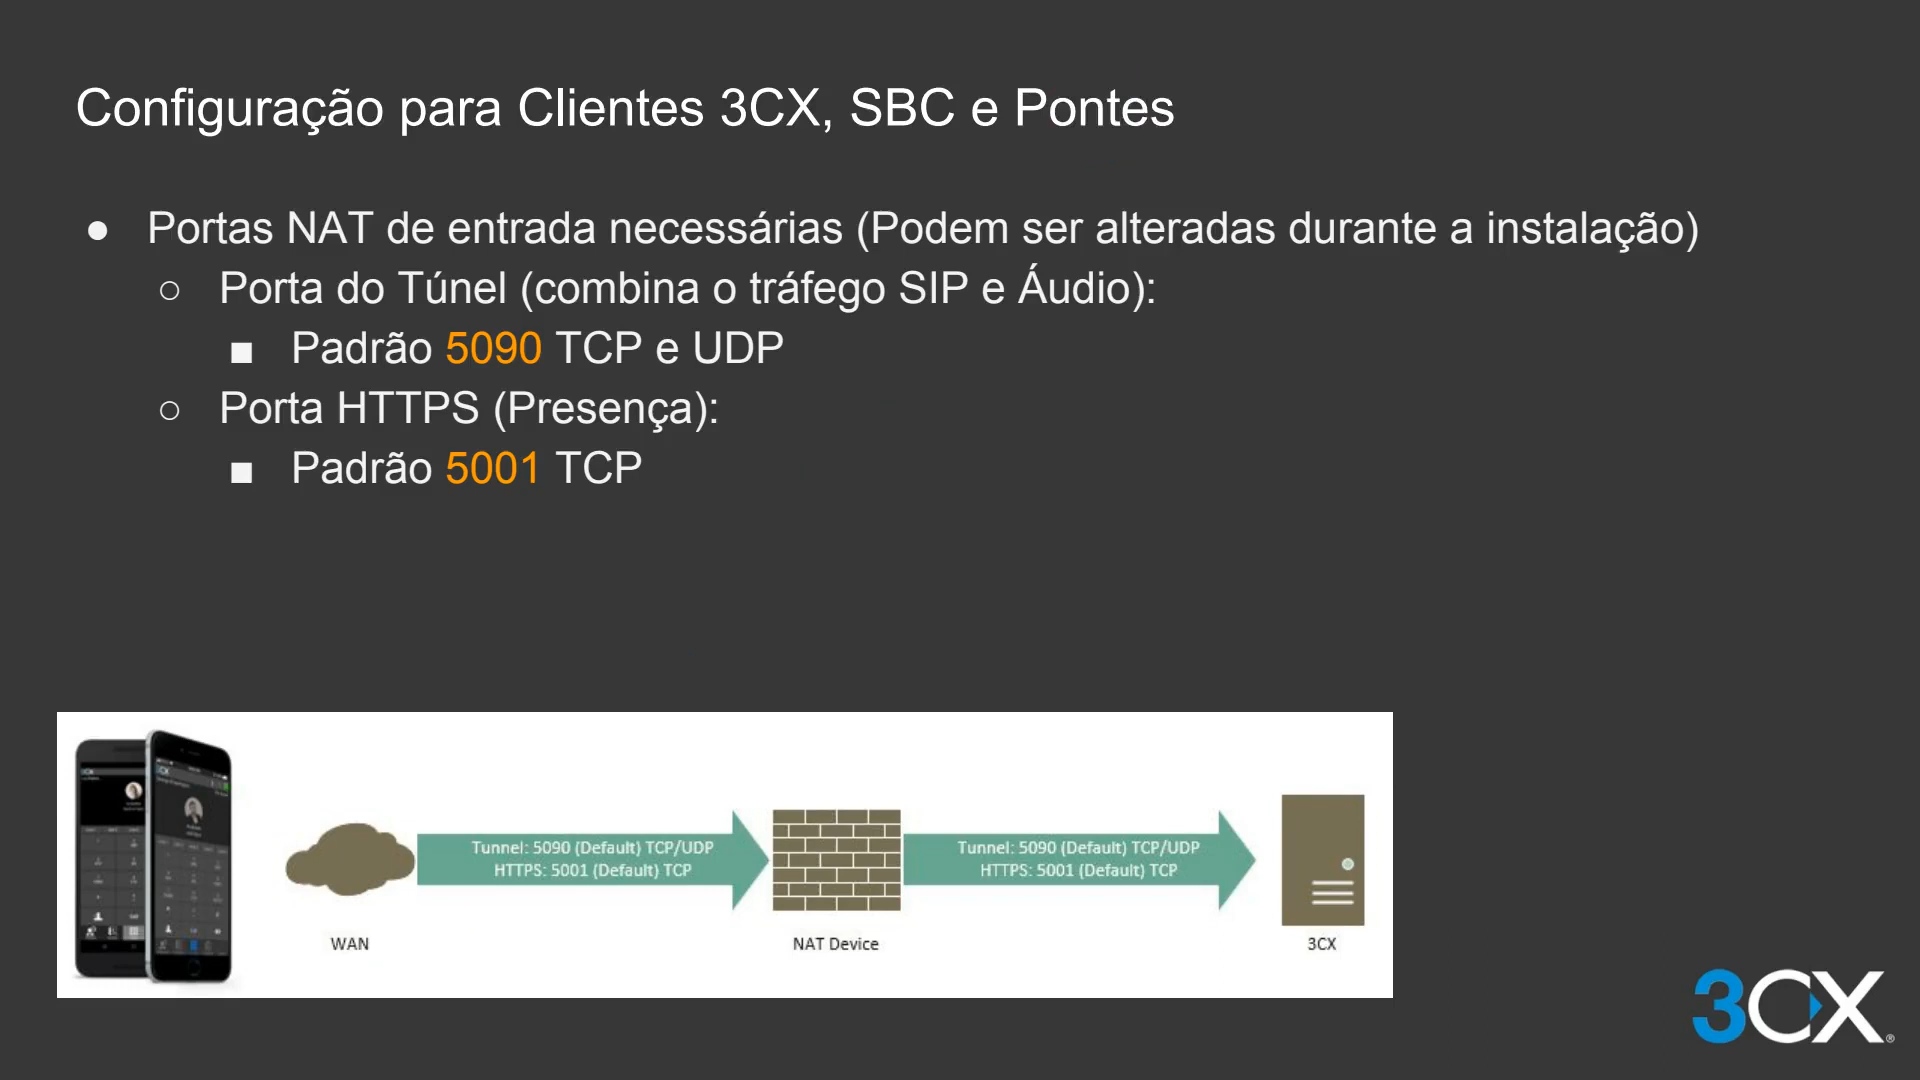 Configuração para Clientes 3CX, SBC e Pontes
● Portas NAT de entrada necessárias (Podem ser alteradas durante a instalação)
○ Porta do Túnel (combina o tráfego SIP e Áudio):
■ Padrão 5090 TCP e UDP
○ Porta HTTPS (Presença):
■ Padrão 5001 TCP
Tunnel: 5090 (Default) TCP/UDP
HTTPS: 5001 (Default) TCP
Tunnel: 5090 (Default) TCP/UDP
HTTPS: 5001 (Default) TCP
WAN
NAT Device
3CX
3CX®